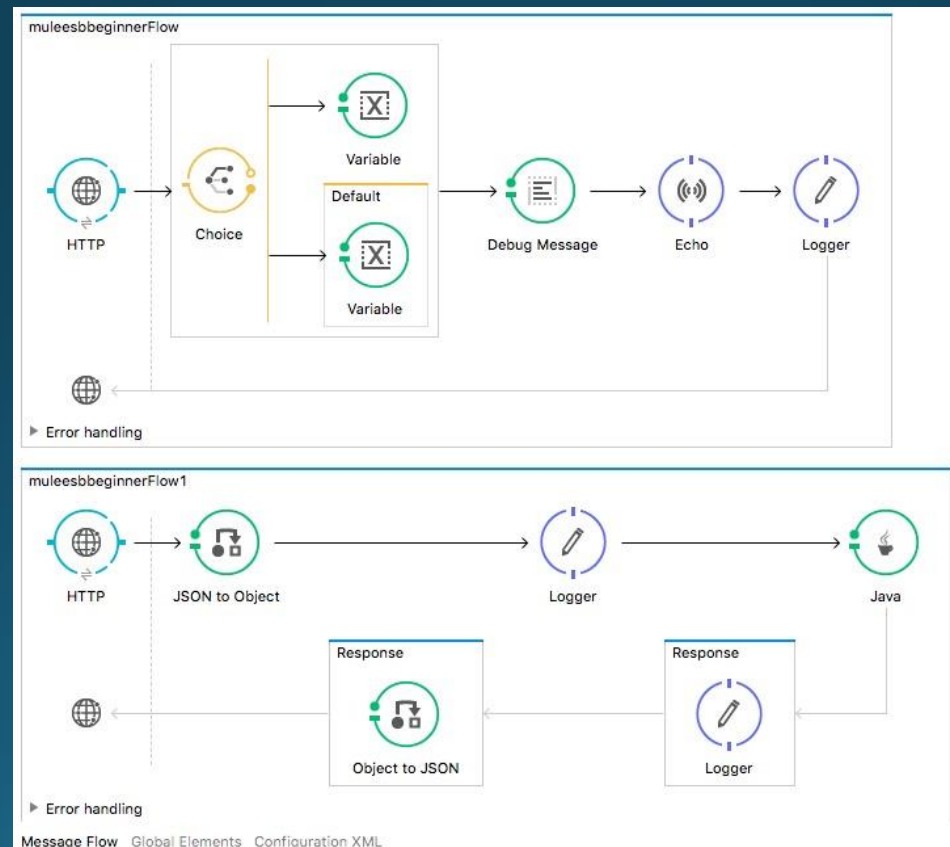 muleesbbeginnerFlow
HTTP
Choice
Variable
Default
Variable
Debug Message
Echo
Logger
Error handling
muleesbbeginnerFlow1
HTTP
JSON to Object
Logger
Java
Response
Object to JSON
Response
Logger
Error handling
Message Flow Global Elements Configuration XML